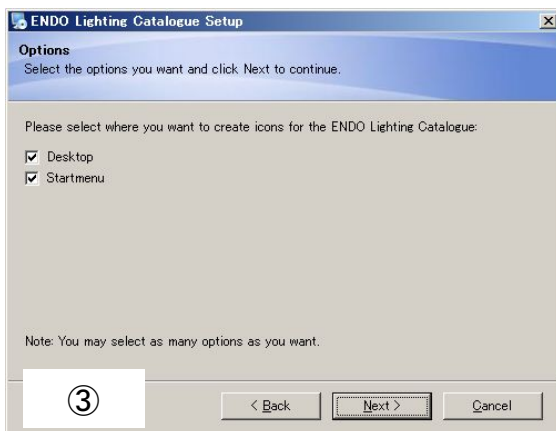 ENDO Lighting Catalogue Setup
Options
Select the options you want and click Next to continue.
Please select where you want to create icons for the ENDO Lighting Catalogue:
Desktop
Startmenu
Note: You may select as many options as you want.
③
< Back
Next >
Cancel